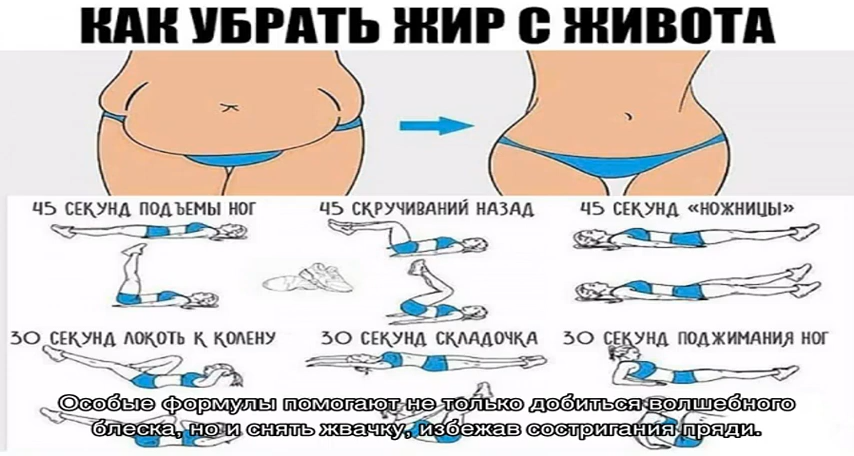 КАК УБРАТЬ ЖИР С ЖИВОТА
45 СЕКУНД ПОДЪЕМЫ НОГ
45 СКРУЧИВАНИЙ НАЗАД
45 СЕКУНД «НОЖНИЦЫ»
30 СЕКУНД ЛОКОТЬ К КОЛЕНУ
30 СЕКУНД СКЛАДОЧКА
30 СЕКУНД ПОДЖИМАНИЯ НОГ
Особые формулы помогают не только добиться волшебного
блеска, но и снять жвачку, избежав состригания пряди.